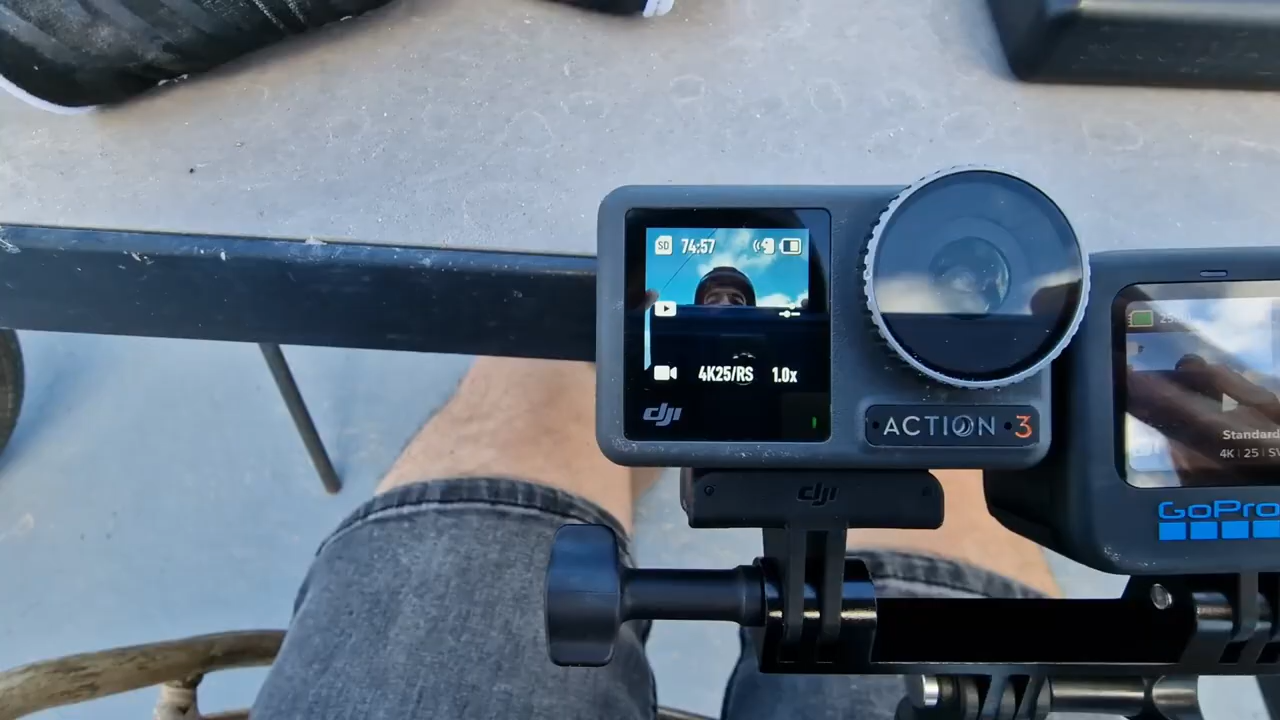 SD 74:57
4K25/RS 1.0x
dji
ACTION 3
dji
Standard
4K 25
GoPro